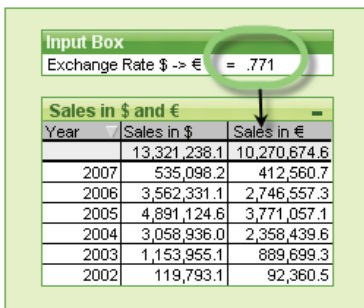 Input Box
Exchange Rate $ -> € = .771
Sales in $ and €
Year Sales in $ Sales in €
13,321,238.1 10,270,674.6
2007 535,098.2 412,560.7
2006 3,562,331.1 2,746,557.3
2005 4,891,124.6 3,771,057.1
2004 3,058,936.0 2,358,439.6
2003 1,153,955.1 889,699.3
2002 119,793.1 92,360.5